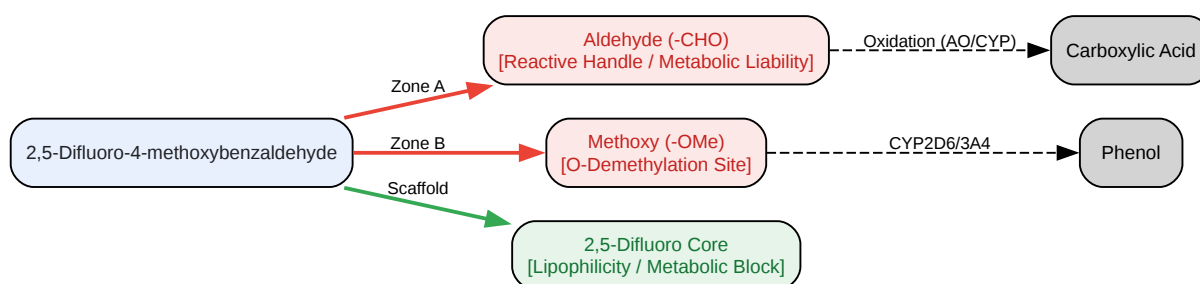 2,5-Difluoro-4-methoxybenzaldehyde
Zone A
Zone B
Scaffold
Aldehyde (-CHO)
[Reactive Handle / Metabolic Liability]
Oxidation (AO/CYP)
Carboxylic Acid
Methoxy (-OMe)
[O-Demethylation Site]
CYP2D6/3A4
Phenol
2,5-Difluoro Core
[Lipophilicity / Metabolic Block]